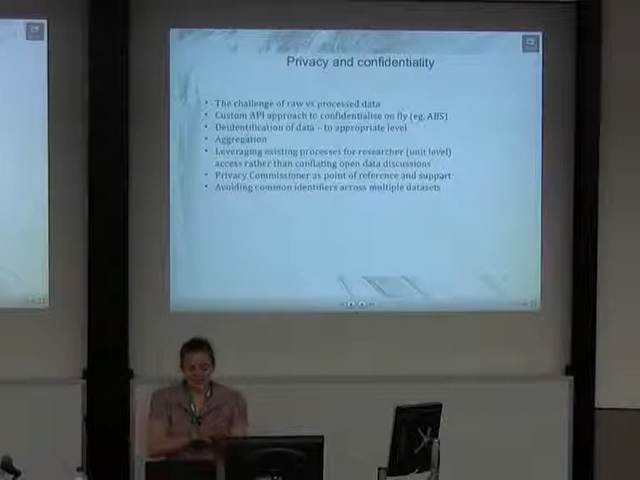 Privacy and confidentiality
• The challenge of raw vs processed data
• Custom API approach to confidentialise on fly (eg, ABS)
• Deidentification of data – to appropriate level
• Aggregation
• Leveraging existing processes for researcher (unit level)
access rather than conflating open data discussions
• Privacy Commissioner as point of reference and support
• Avoiding common identifiers across multiple datasets